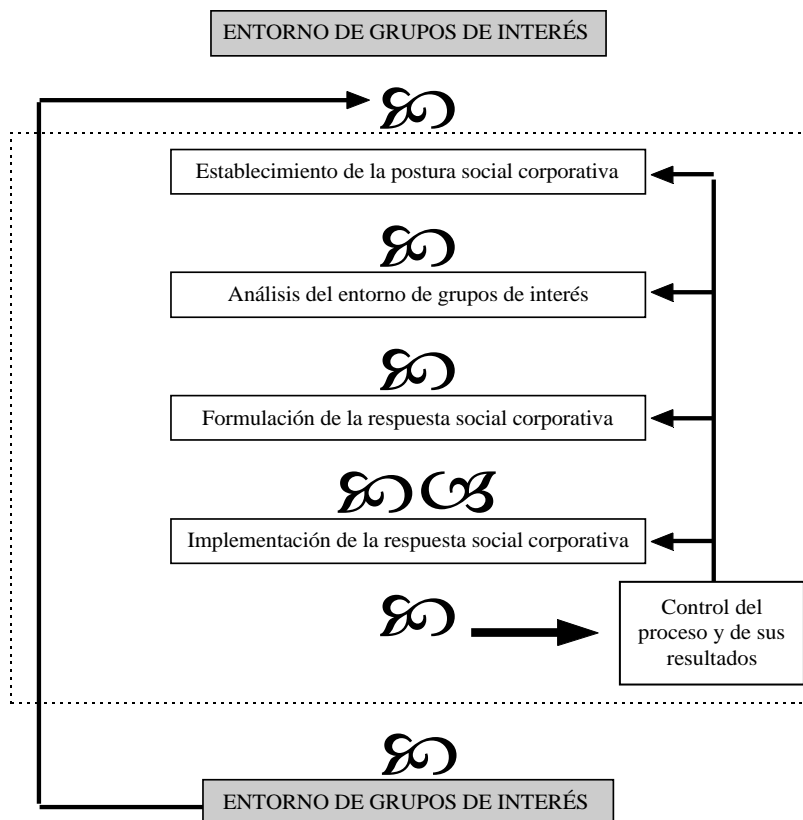 ENTORNO DE GRUPOS DE INTERÉS
Establecimiento de la postura social corporativa
Análisis del entorno de grupos de interés
Formulación de la respuesta social corporativa
Implementación de la respuesta social corporativa
Control del
proceso y de sus
resultados
ENTORNO DE GRUPOS DE INTERÉS